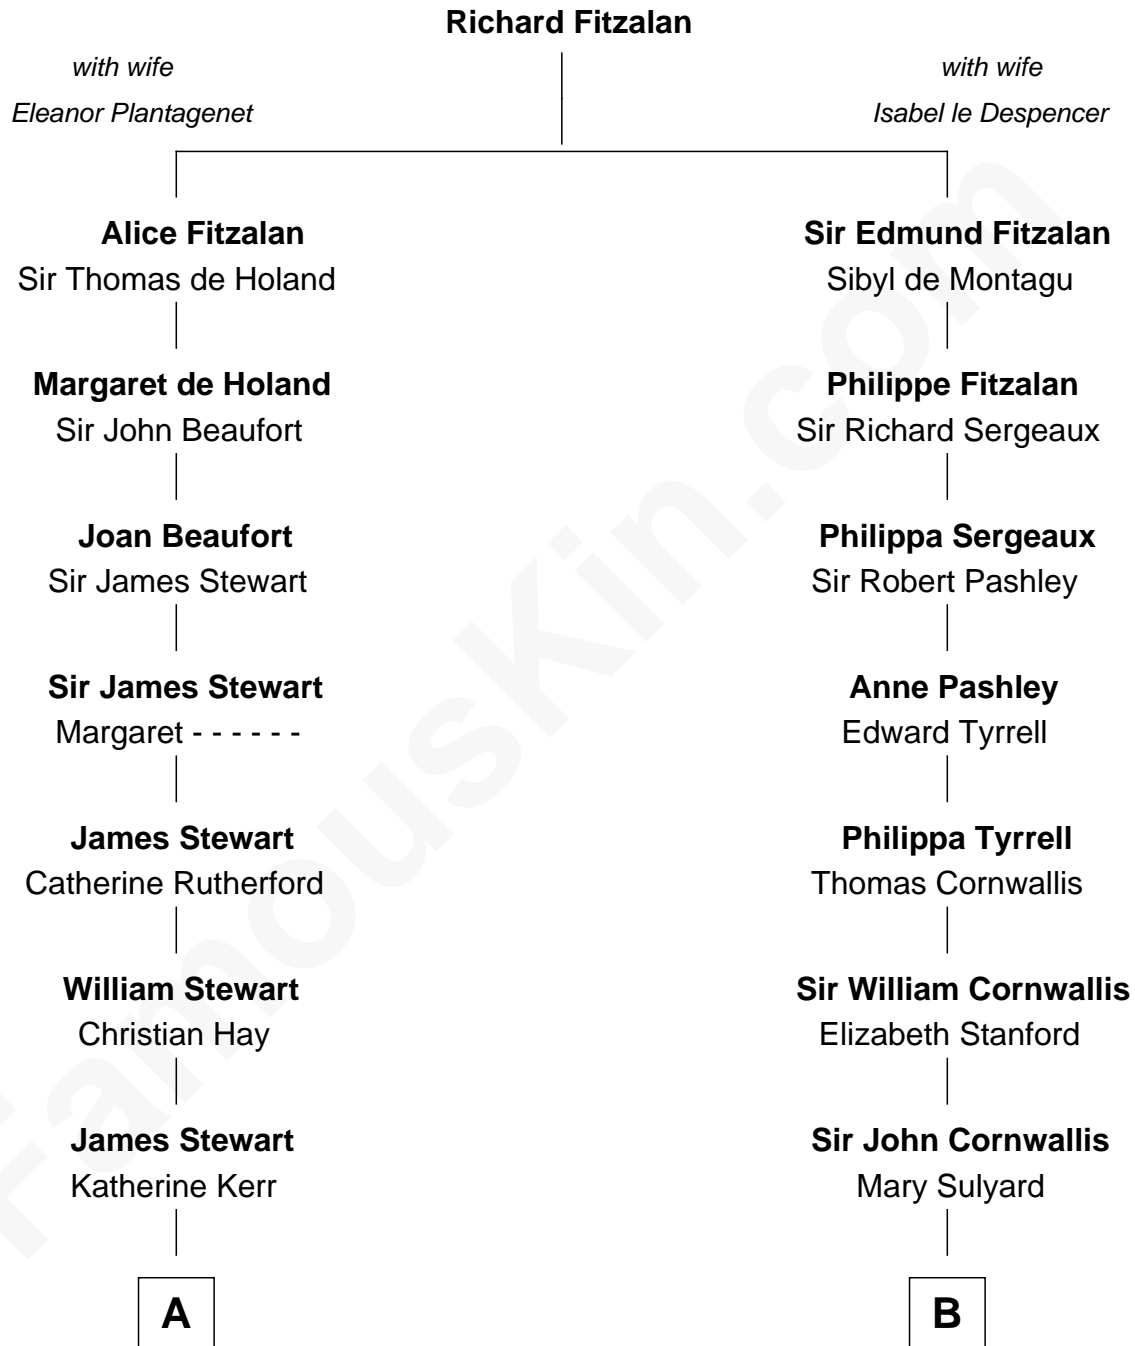 Richard Fitzalan
with wife
Eleanor Plantagenet
with wife
Isabel le Despencer
Alice Fitzalan
Sir Thomas de Holand
Sir Edmund Fitzalan
Sibyl de Montagu
Margaret de Holand
Sir John Beaufort
Philippe Fitzalan
Sir Richard Sergeaux
Joan Beaufort
Sir James Stewart
Philippa Sergeaux
Sir Robert Pashley
Sir James Stewart
Margaret - - - - - -
Anne Pashley
Edward Tyrrell
James Stewart
Catherine Rutherford
Philippa Tyrrell
Thomas Cornwallis
William Stewart
Christian Hay
Sir William Cornwallis
Elizabeth Stanford
James Stewart
Katherine Kerr
Sir John Cornwallis
Mary Sulyard
A
B
FamousKin.com